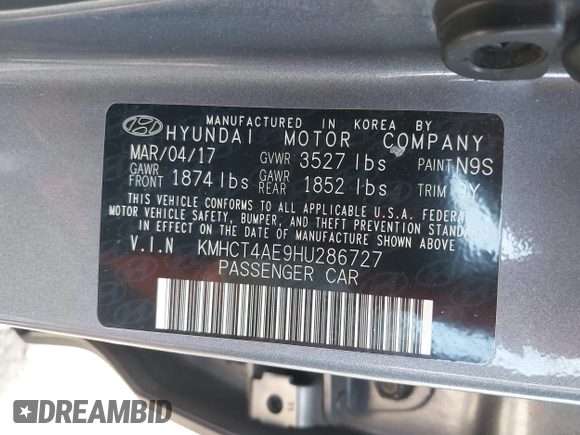 MANUFACTURED IN KOREA BY
HYUNDAI MOTOR COMPANY
MAR/04/17 GVWR 3527 lbs PAINT N9S
GAWR FRONT 1874 lbs GAWR REAR 1852 lbs TRIM
THIS VEHICLE CONFORMS TO ALL APPLICABLE U.S.A. FEDERAL
MOTOR VEHICLE SAFETY, BUMPER, AND THEFT PREVENTION STANDARDS
IN EFFECT ON THE DATE OF MANUFACTURE SHOWN ABOVE.
V.I.N KMHCT4AE9HU286727
PASSENGER CAR
DREAMBID